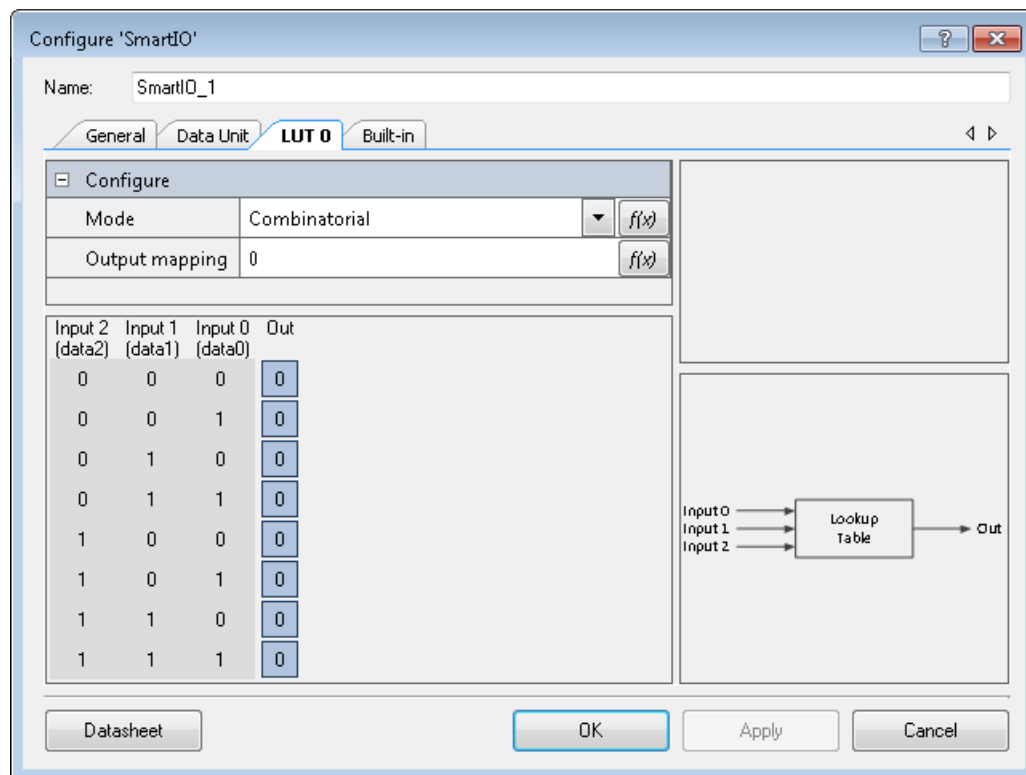 Configure 'SmartIO'
?
Name: SmartIO_1
General Data Unit LUT 0 Built-in
Configure
Mode Combinatorial f(x)
Output mapping 0 f(x)
Input 2 Input 1 Input 0 Out
(data2) (data1) (data0)
0 0 0 0
0 0 1 0
0 1 0 0
0 1 1 0
1 0 0 0
1 0 1 0
1 1 0 0
1 1 1 0
Input 0
Input 1
Input 2
Lookup
Table
Out
Datasheet OK Apply Cancel